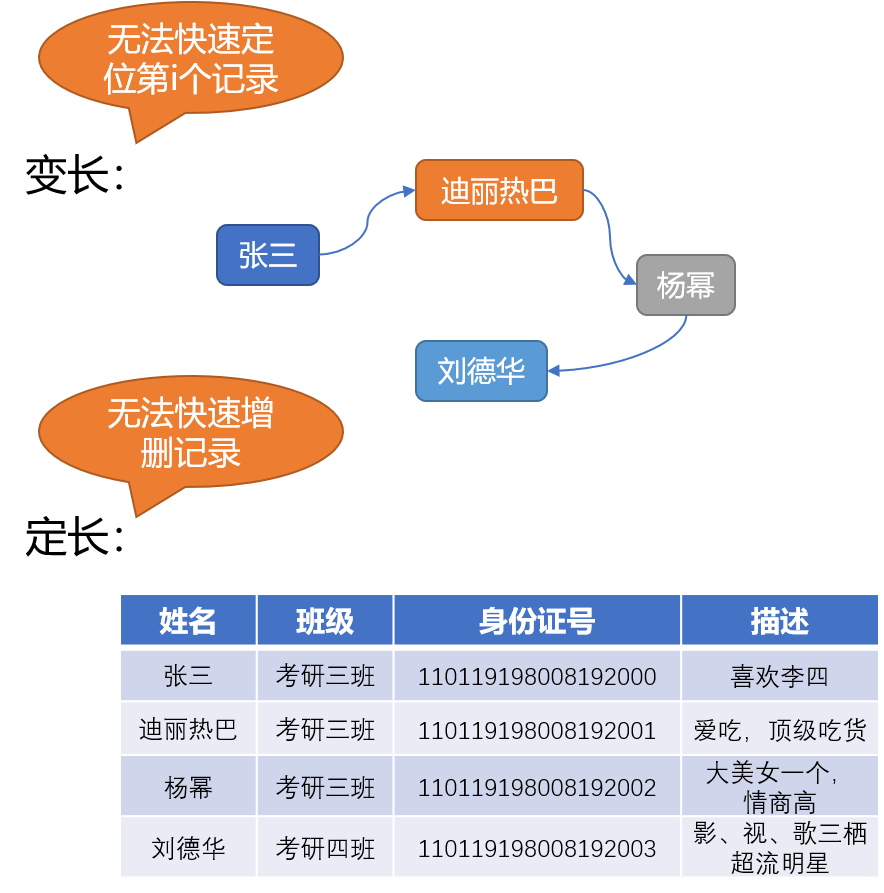 无法快速定
位第i个记录
变长：
迪丽热巴
张三
杨幂
刘德华
无法快速增
删记录
定长：
姓名 班级 身份证号 描述
张三 考研三班 110119198008192000 喜欢李四
迪丽热巴 考研三班 110119198008192001 爱吃，顶级吃货
杨幂 考研三班 110119198008192002 大美女一个，
情商高
刘德华 考研四班 110119198008192003 影、视、歌三栖
超流明星